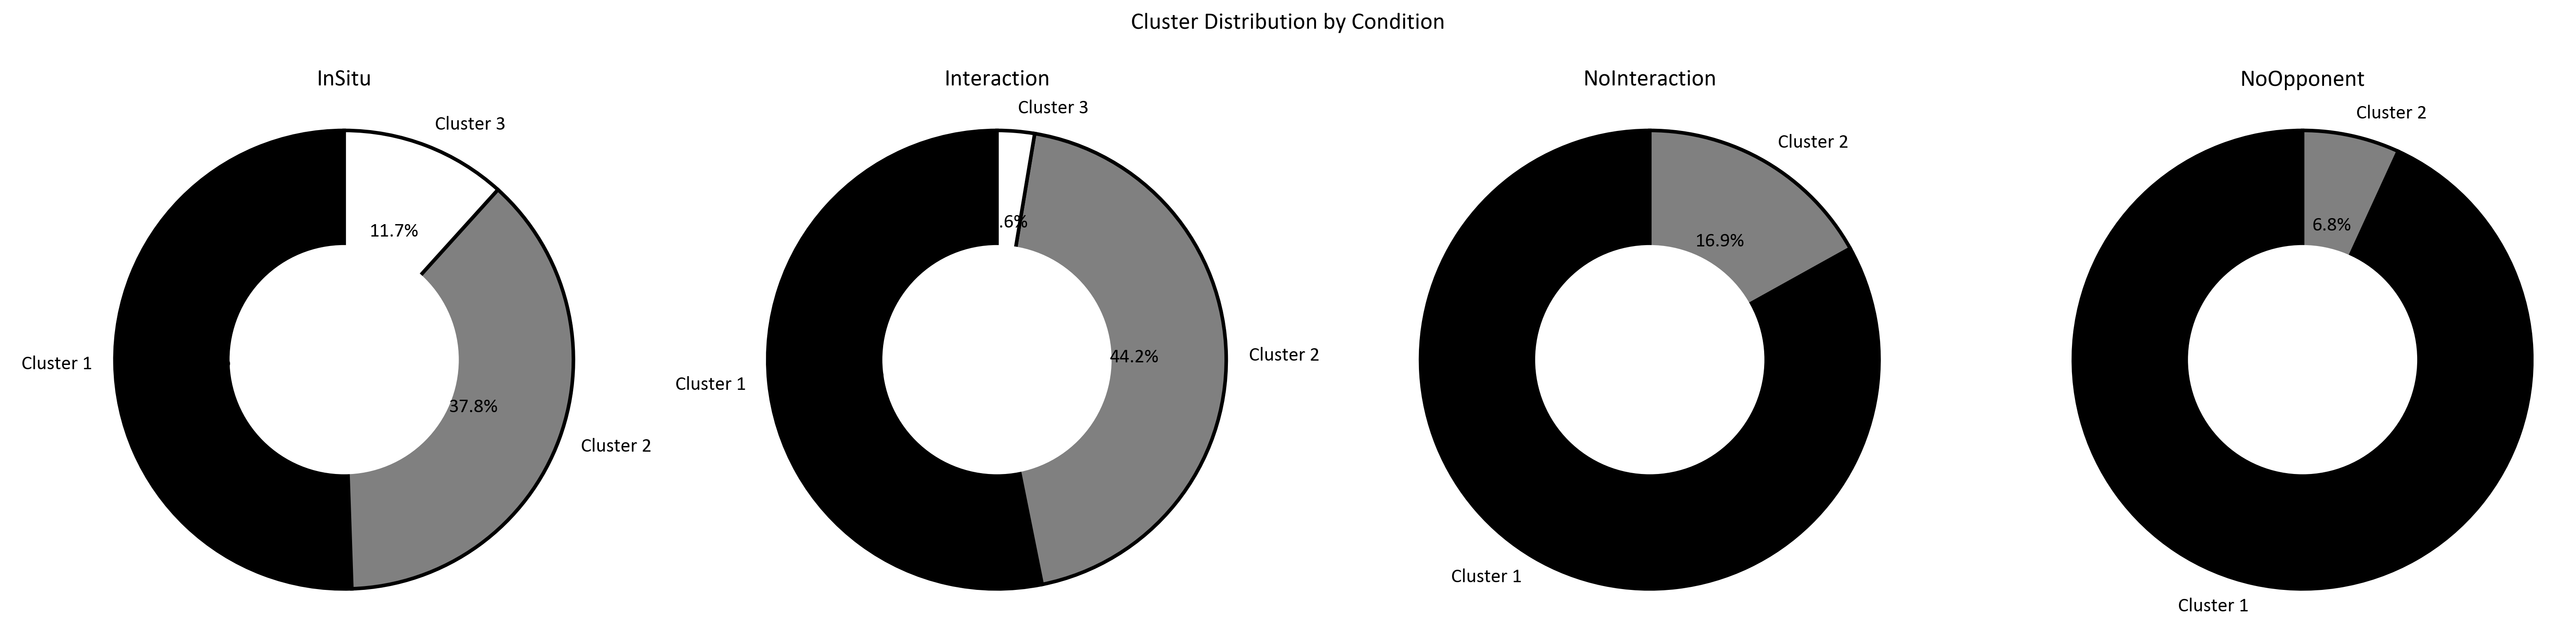 Cluster Distribution by Condition
InSitu
Cluster 3
11.7%
Cluster 1
37.8%
Cluster 2
Interaction
Cluster 3
.6%
44.2%
Cluster 2
Cluster 1
NoInteraction
Cluster 2
16.9%
Cluster 1
NoOpponent
Cluster 2
6.8%
Cluster 1